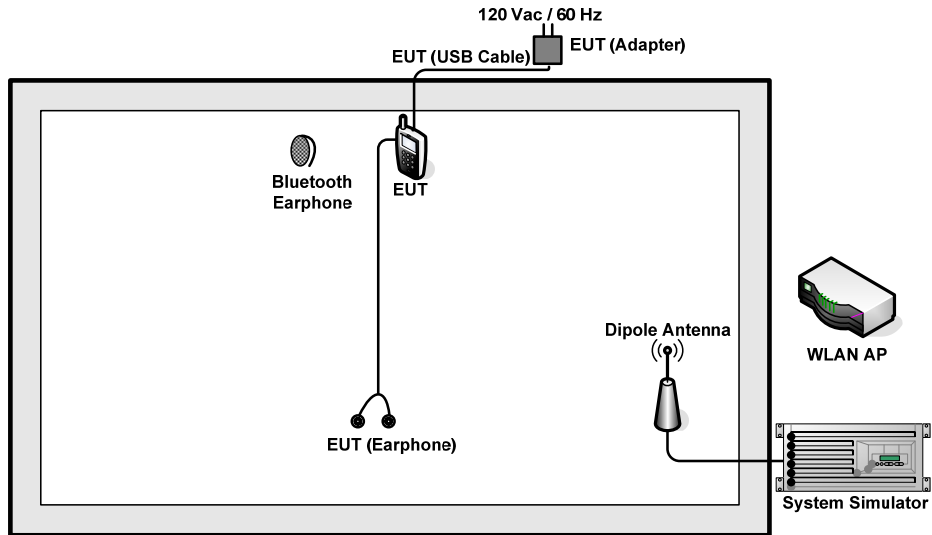 120 Vac / 60 Hz
EUT (USB Cable)
EUT (Adapter)
Bluetooth
Earphone
EUT
Dipole Antenna
WLAN AP
EUT (Earphone)
System Simulator